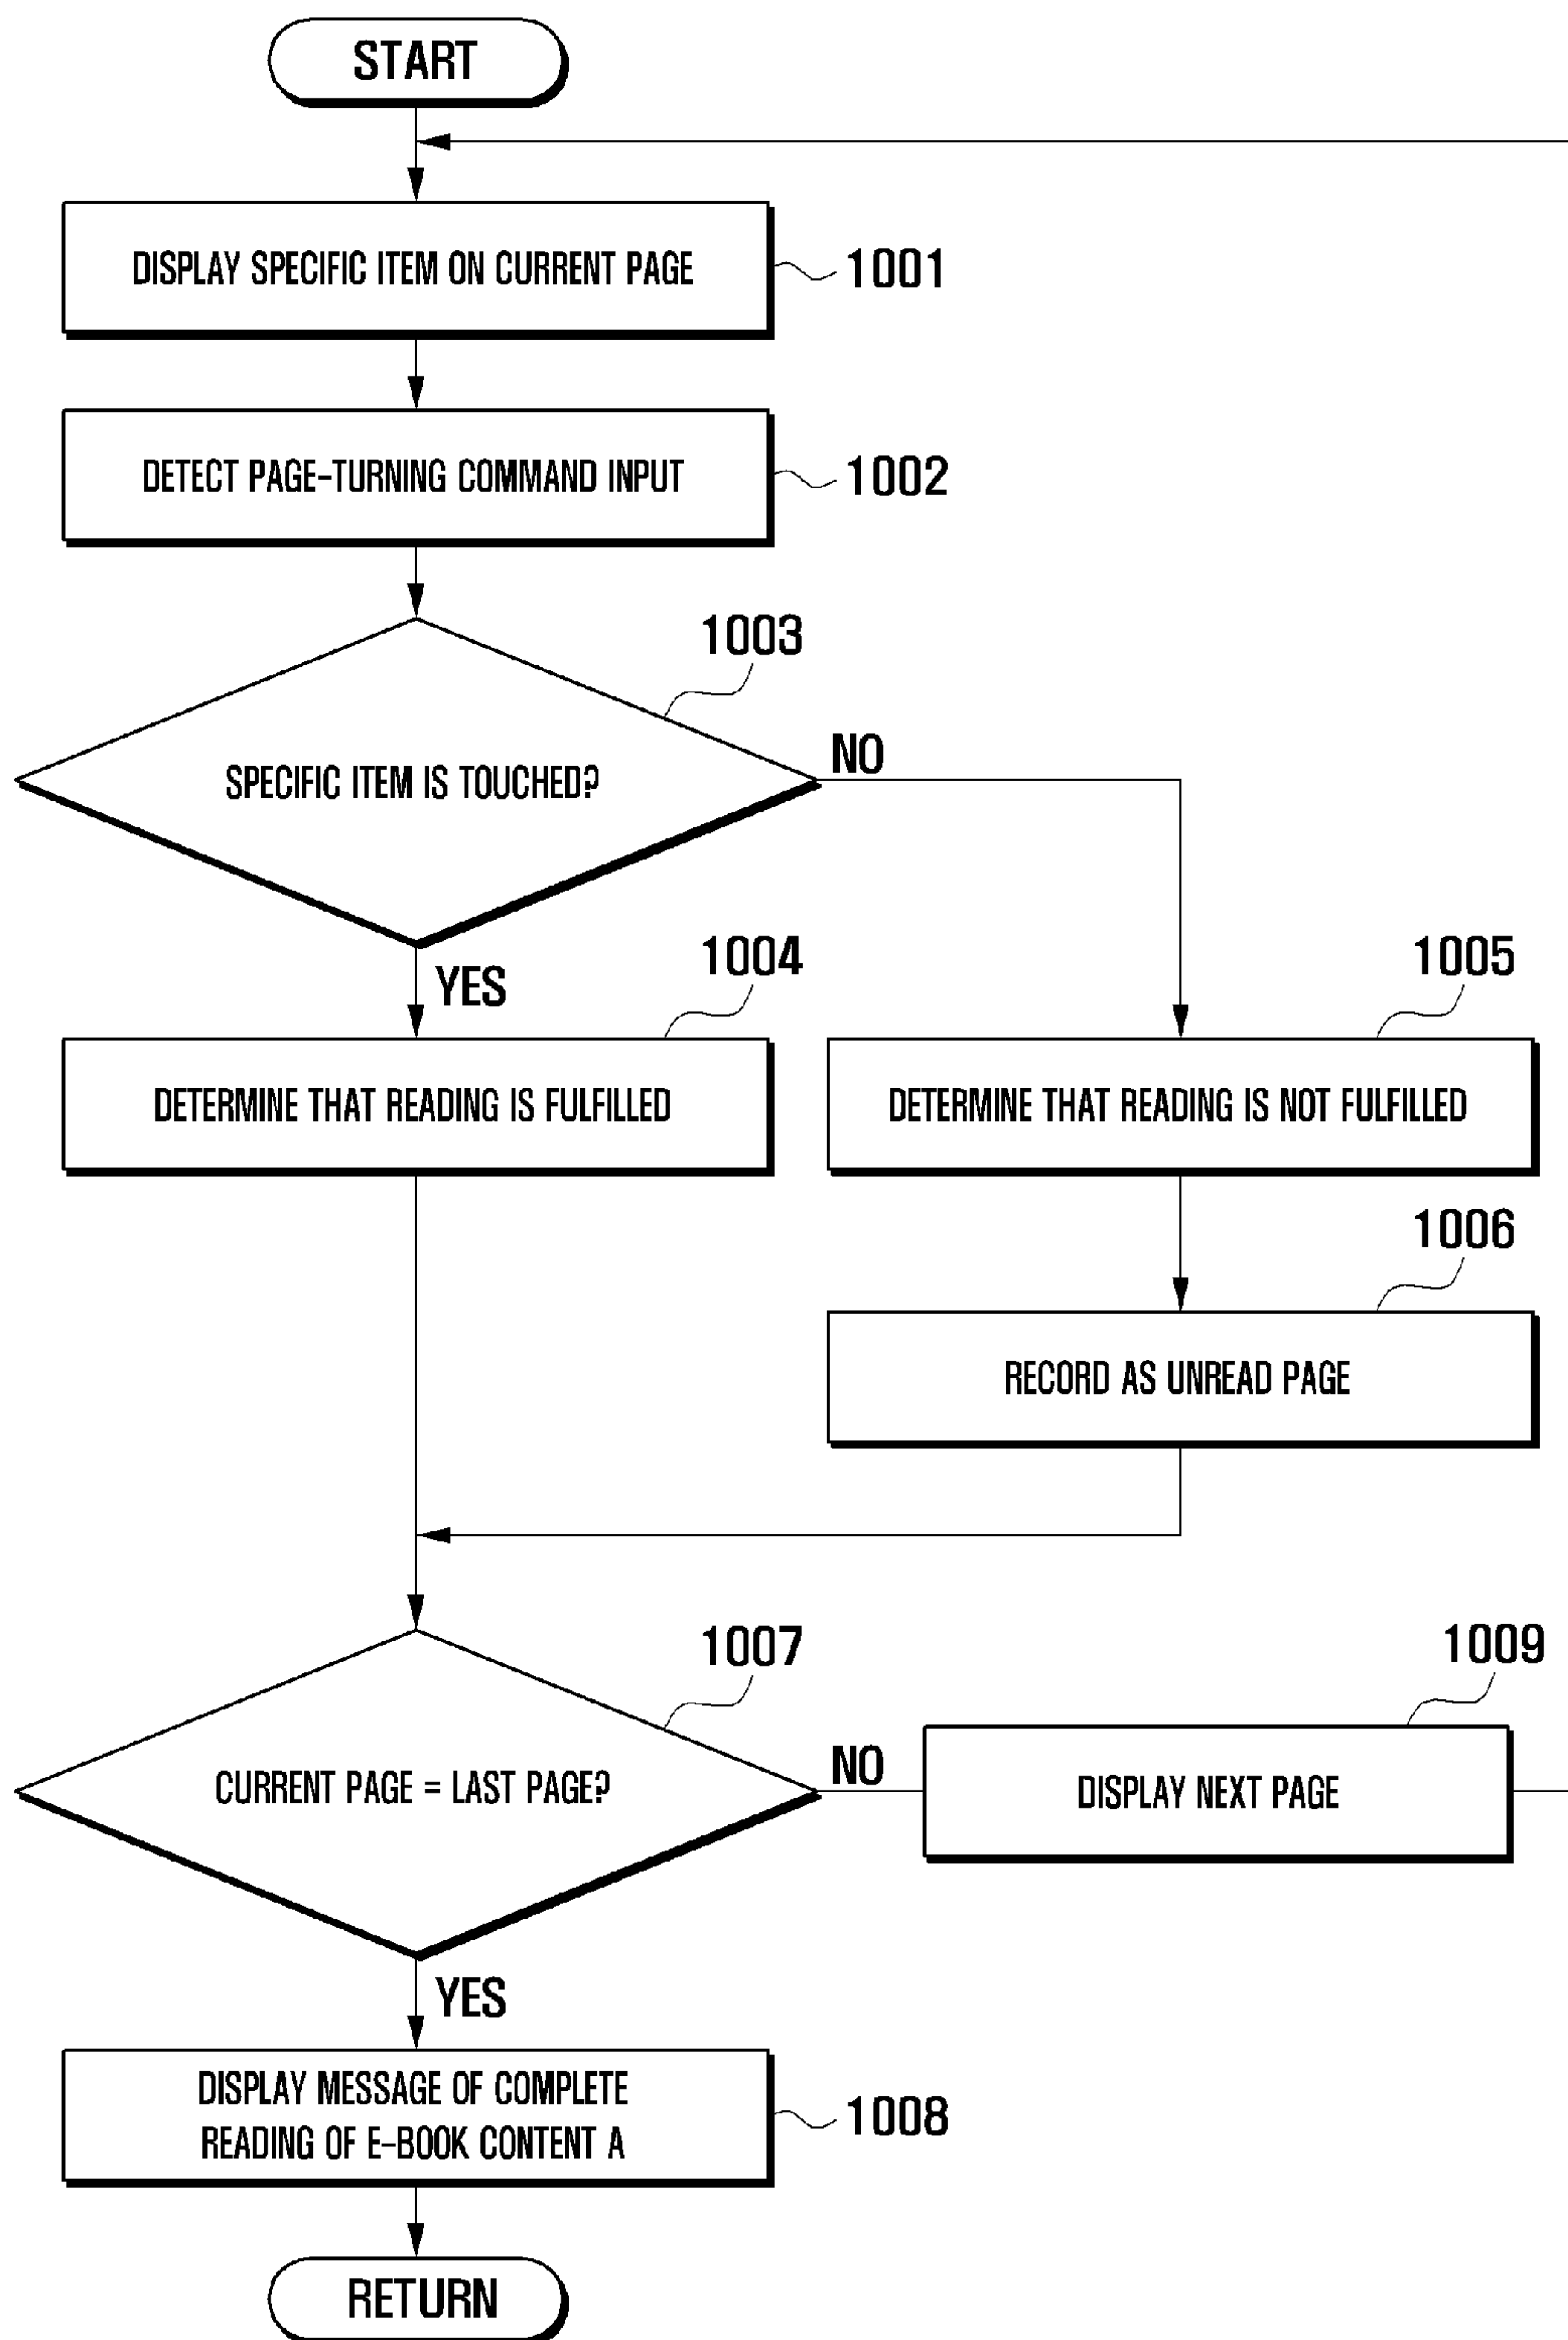 START
DISPLAY SPECIFIC ITEM ON CURRENT PAGE
1001
DETECT PAGE-TURNING COMMAND INPUT
1002
1003
SPECIFIC ITEM IS TOUCHED?
NO
YES
1004
DETERMINE THAT READING IS FULFILLED
1005
DETERMINE THAT READING IS NOT FULFILLED
1006
RECORD AS UNREAD PAGE
1007
CURRENT PAGE = LAST PAGE?
NO
1009
DISPLAY NEXT PAGE
YES
DISPLAY MESSAGE OF COMPLETE
READING OF E-BOOK CONTENT A
1008
RETURN